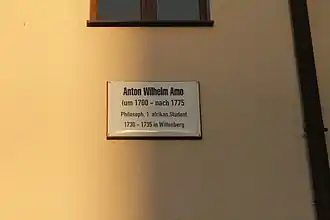 Anton Wilhelm Amo
(um 1700 - nach 1775
Philosoph, 1. afrikan. Student
1730 - 1735 in Wittenberg